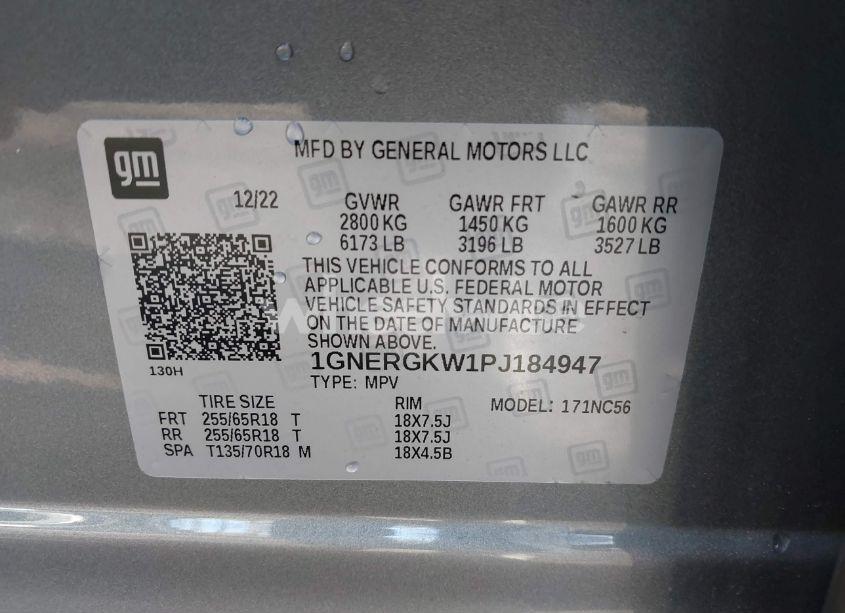 gm
MFD BY GENERAL MOTORS LLC
12/22 GVWR GAWR FRT GAWR RR
2800 KG 1450 KG 1600 KG
6173 LB 3196 LB 3527 LB
THIS VEHICLE CONFORMS TO ALL
APPLICABLE U.S. FEDERAL MOTOR
VEHICLE SAFETY STANDARDS IN EFFECT
ON THE DATE OF MANUFACTURE
SHOWN ABOVE.
130H
1GNERGKW1PJ184947
TYPE: MPV
TIRE SIZE RIM MODEL: 171NC56
FRT 255/65R18 T 18X7.5J
RR 255/65R18 T 18X7.5J
SPA T135/70R18 M 18X4.5B